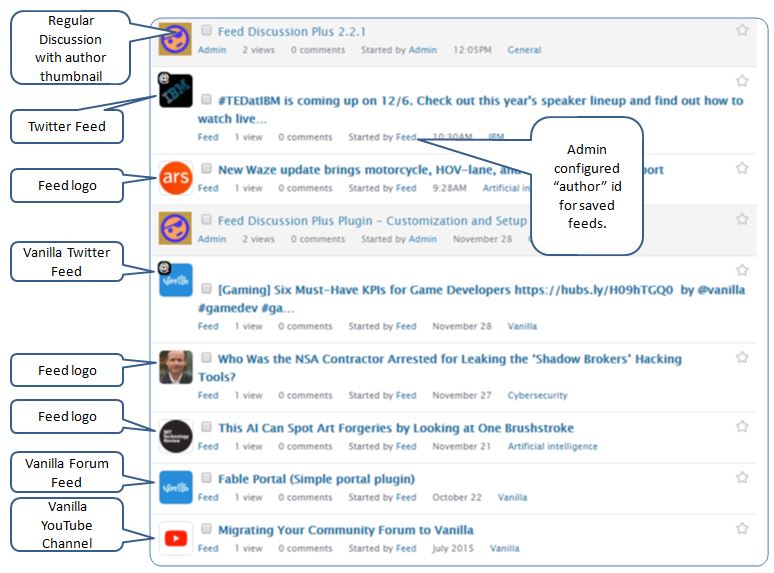 Regular
Discussion
with author
thumbnail
Feed Discussion Plus 2.2.1
Admin 2 views 0 comments Started by Admin 12:05PM General
Twitter Feed
@
IBM
#TEDatIBM is coming up on 12/6. Check out this year's speaker lineup and find out how to
watch live...
Feed 1 view 0 comments Started by Feed 10:30AM IBM
Admin
configured
“author” id
for saved
feeds.
Feed logo
ars
New Waze update brings motorcycle, HOV-lane, and port
Feed 1 view 0 comments Started by Feed 9:28AM Artificial in
Feed Discussion Plus Plugin – Customization and Setup
Admin 2 views 0 comments Started by Admin November 28
Vanilla Twitter
Feed
@
Vanilla
[Gaming] Six Must-Have KPIs for Game Developers https://hubs.ly/H09hTGQ0 by @vanilla
#gamedev #ga...
Feed 1 view 0 comments Started by Feed November 28 Vanilla
Feed logo
Who Was the NSA Contractor Arrested for Leaking the ‘Shadow Brokers’ Hacking
Tools?
Feed 1 view 0 comments Started by Feed November 27 Cybersecurity
Feed logo
MIT
Technology
Review
This AI Can Spot Art Forgeries by Looking at One Brushstroke
Feed 1 view 0 comments Started by Feed November 21 Artificial intelligence
Vanilla Forum
Feed
Vanilla
Fable Portal (Simple portal plugin)
Feed 1 view 0 comments Started by Feed October 22 Vanilla
Vanilla
YouTube
Channel
Migrating Your Community Forum to Vanilla
Feed 1 view 0 comments Started by Feed July 2015 Vanilla